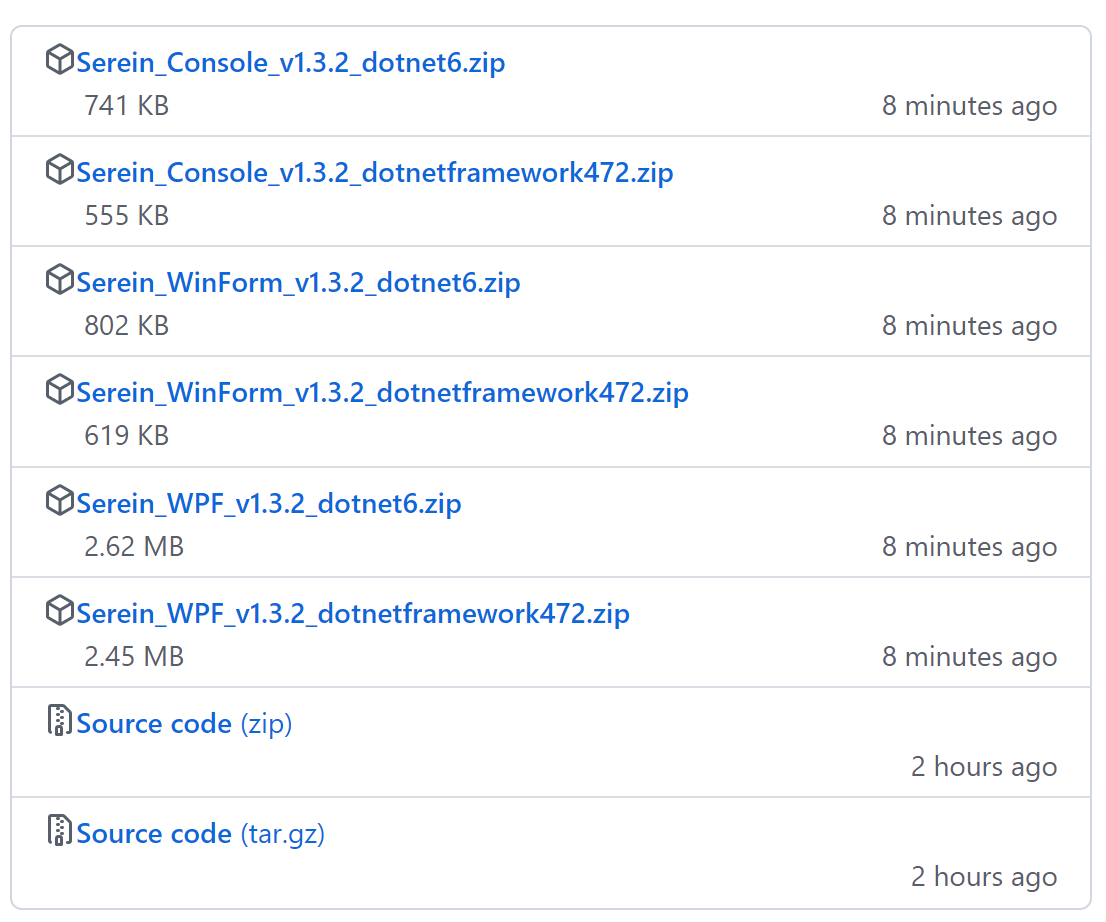 Serein_Console_v1.3.2_dotnet6.zip
741 KB 8 minutes ago
Serein_Console_v1.3.2_dotnetframework472.zip
555 KB 8 minutes ago
Serein_WinForm_v1.3.2_dotnet6.zip
802 KB 8 minutes ago
Serein_WinForm_v1.3.2_dotnetframework472.zip
619 KB 8 minutes ago
Serein_WPF_v1.3.2_dotnet6.zip
2.62 MB 8 minutes ago
Serein_WPF_v1.3.2_dotnetframework472.zip
2.45 MB 8 minutes ago
Source code (zip)
2 hours ago
Source code (tar.gz)
2 hours ago